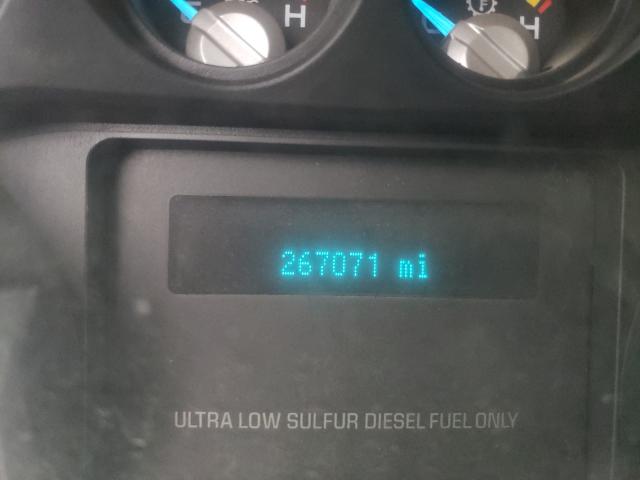 H
F
H
267071 mi
ULTRA LOW SULFUR DIESEL FUEL ONLY